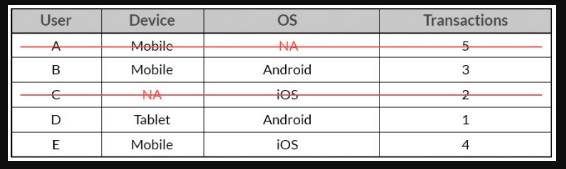 User Device OS Transactions
A Mobile NA 5
B Mobile Android 3
C NA iOS 2
D Tablet Android 1
E Mobile iOS 4